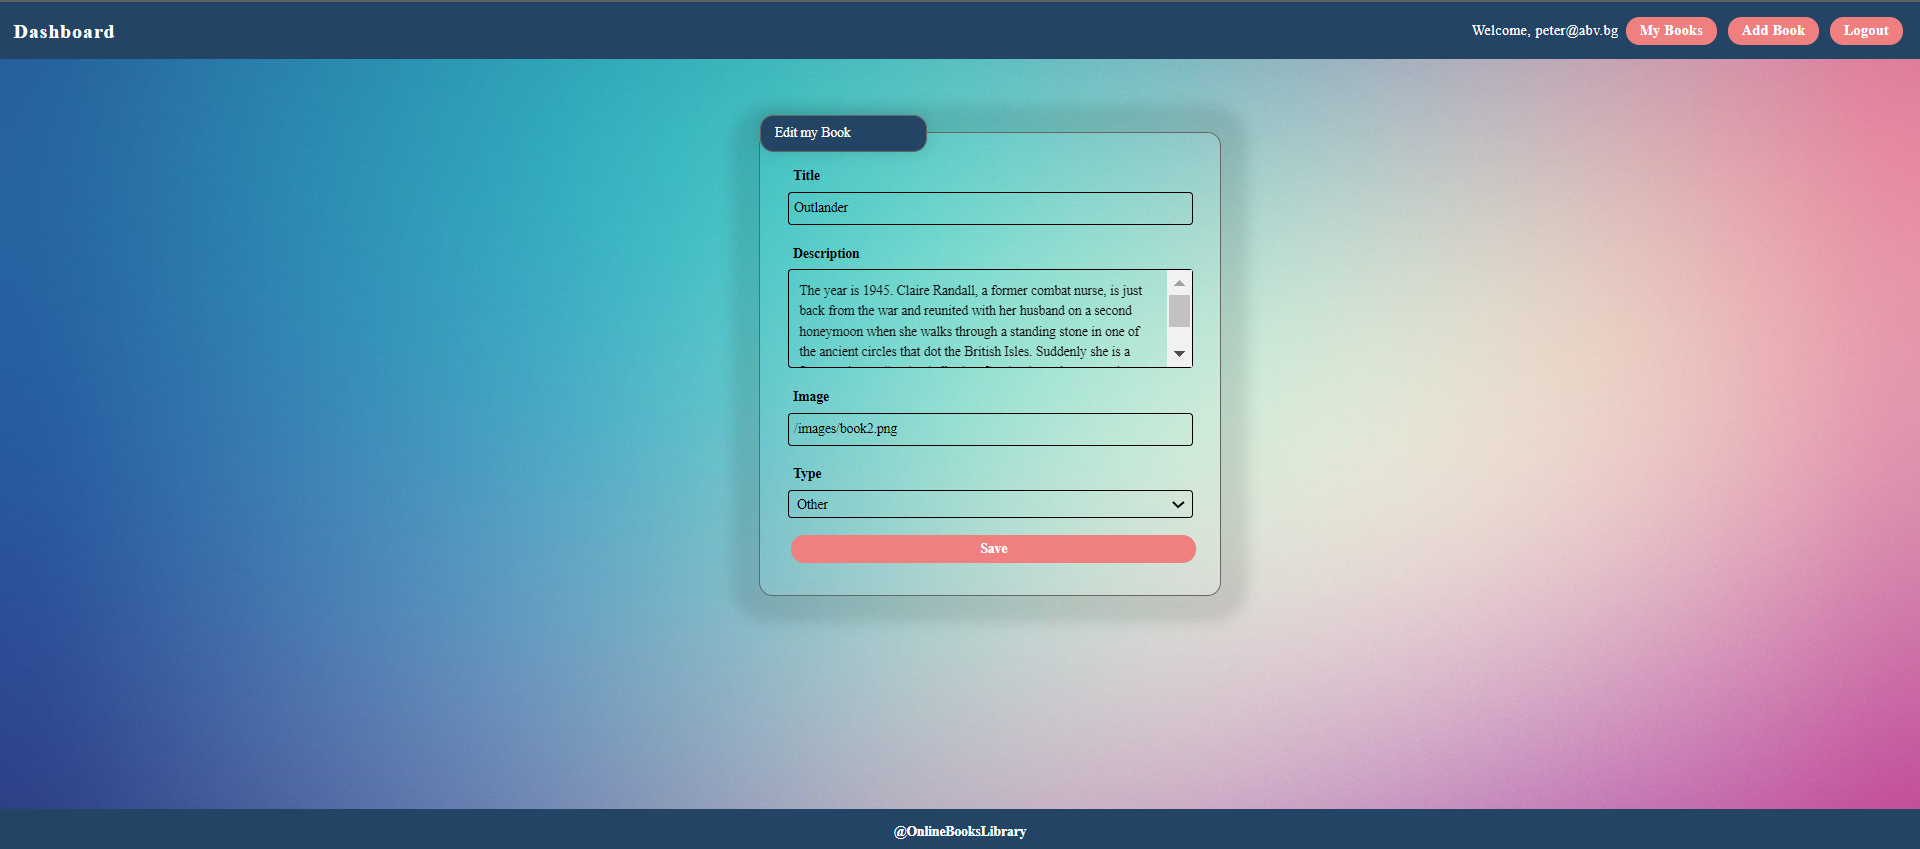 Dashboard
Welcome, peter@abv.bg My Books Add Book Logout
Edit my Book
Title
Outlander
Description
The year is 1945. Claire Randall, a former combat nurse, is just
back from the war and reunited with her husband on a second
honeymoon when she walks through a standing stone in one of
the ancient circles that dot the British Isles. Suddenly she is a
Image
/images/book2.png
Type
Other
Save
@OnlineBooksLibrary